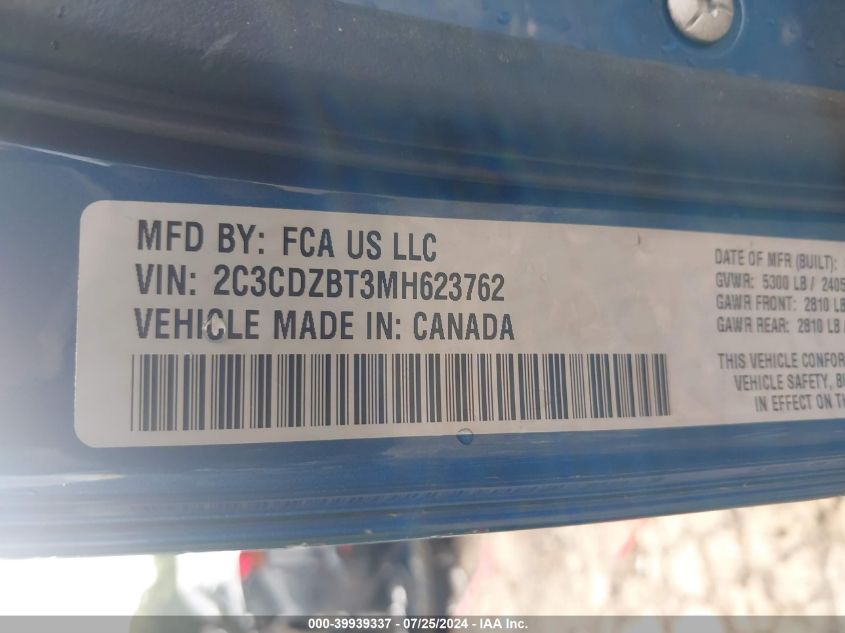 MFD BY: FCA US LLC
VIN: 2C3CDZBT3MH623762
VEHICLE MADE IN: CANADA
DATE OF MFR (BUILT):
GVWR: 5300 LB / 2405
GAWR FRONT: 2810 LB
GAWR REAR: 2810 LB /
THIS VEHICLE CONFOR
VEHICLE SAFETY, B
IN EFFECT ON TH
000-39939337 - 07/25/2024 - IAA Inc.